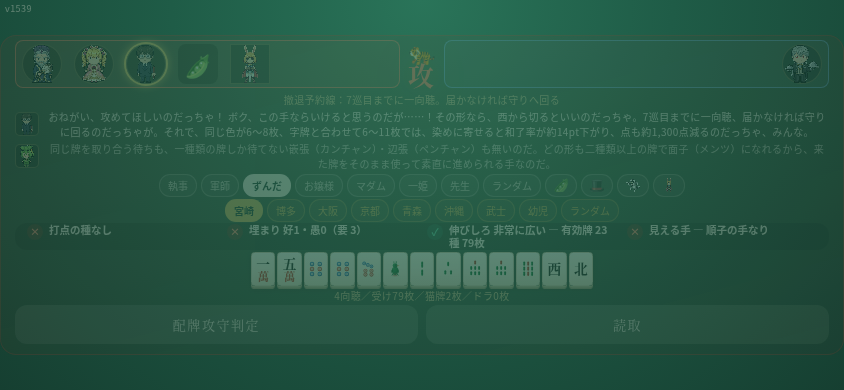 v1539
攻
撤退予約線：7巡目までに一向聴。届かなければ守りへ回る
おねがい、攻めてほしいのだっちゃ！ ボク、この手ならいけると思うのだが……！その形なら、西から切るといいのだっちゃ。7巡目までに一向聴、届かなければ守り
に回るのだっちゃが。それで、同じ色が6〜8枚、字牌と合わせて6〜11枚では、染めに寄せると和了率が約14pt下がり、点も約1,300点減るのだっちゃ、みんな。
同じ牌を取り合う待ちも、一種類の牌しか待てない嵌張（カンチャン）・辺張（ペンチャン）も無いのだ。どの形も二種類以上の牌で面子（メンツ）になれるから、来
た牌をそのまま使って素直に進められる手なのだ。
執事 軍師 ずんだ お嬢様 マダム 一姫 先生 ランダム
宮崎 博多 大阪 京都 青森 沖縄 武士 幼児 ランダム
× 打点の種なし × 埋まり 好1・愚0（要 3） ✓ 伸びしろ 非常に広い ─ 有効牌 23
種 79枚 × 見える手 ─ 順子の手なり
一萬 五萬 西 北
4向聴／受け79枚／猫牌2枚／ドラ0枚
配牌攻守判定 読取